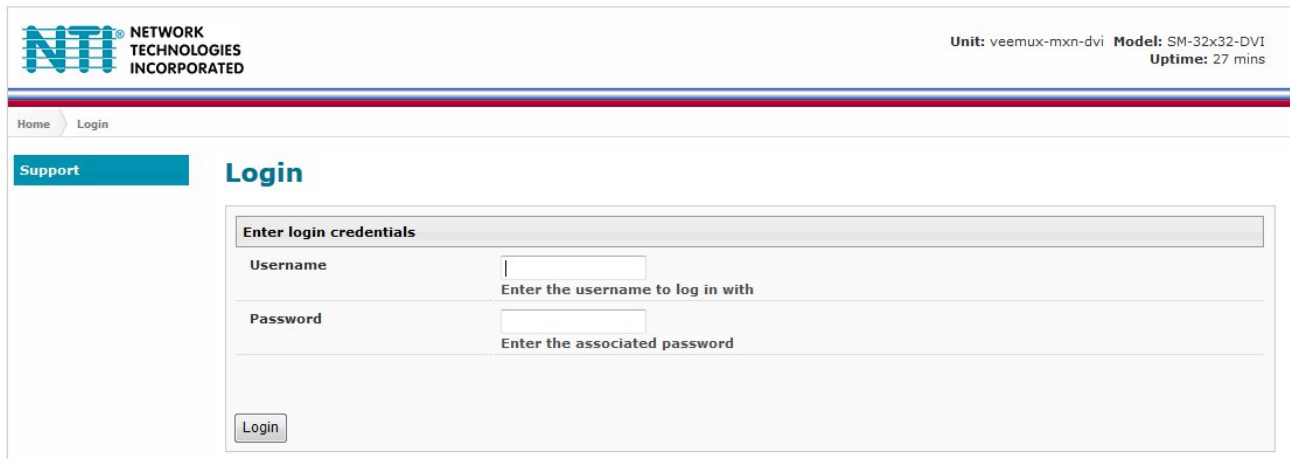 NTI® NETWORK
TECHNOLOGIES
INCORPORATED
Unit: veemux-mxn-dvi Model: SM-32x32-DVI
Uptime: 27 mins
Home Login
Support
Login
Enter login credentials
Username
Enter the username to log in with
Password
Enter the associated password
Login